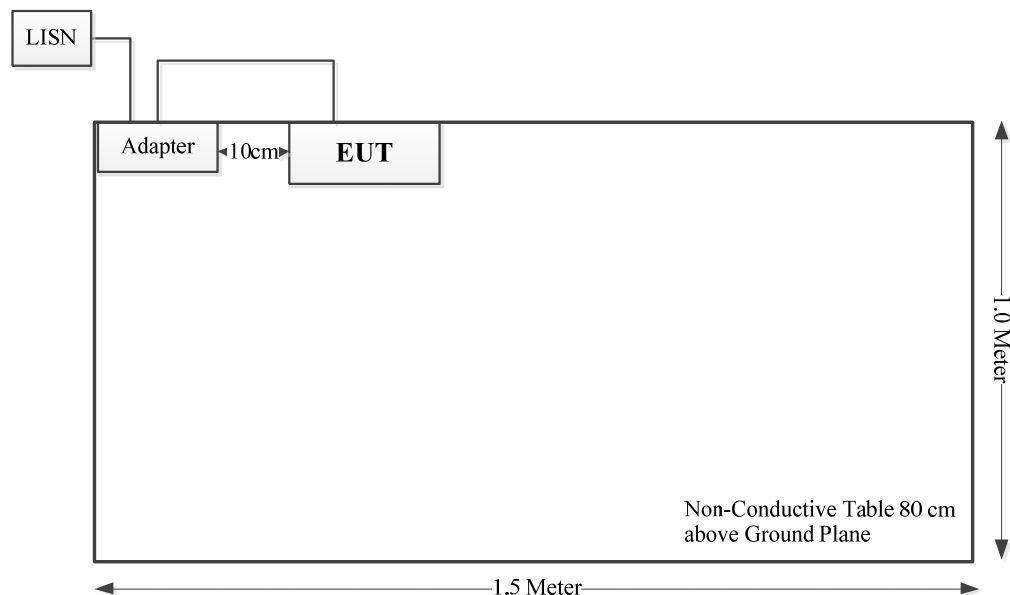 LISN
Adapter
10cm
EUT
1.0 Meter
Non-Conductive Table 80 cm
above Ground Plane
1.5 Meter